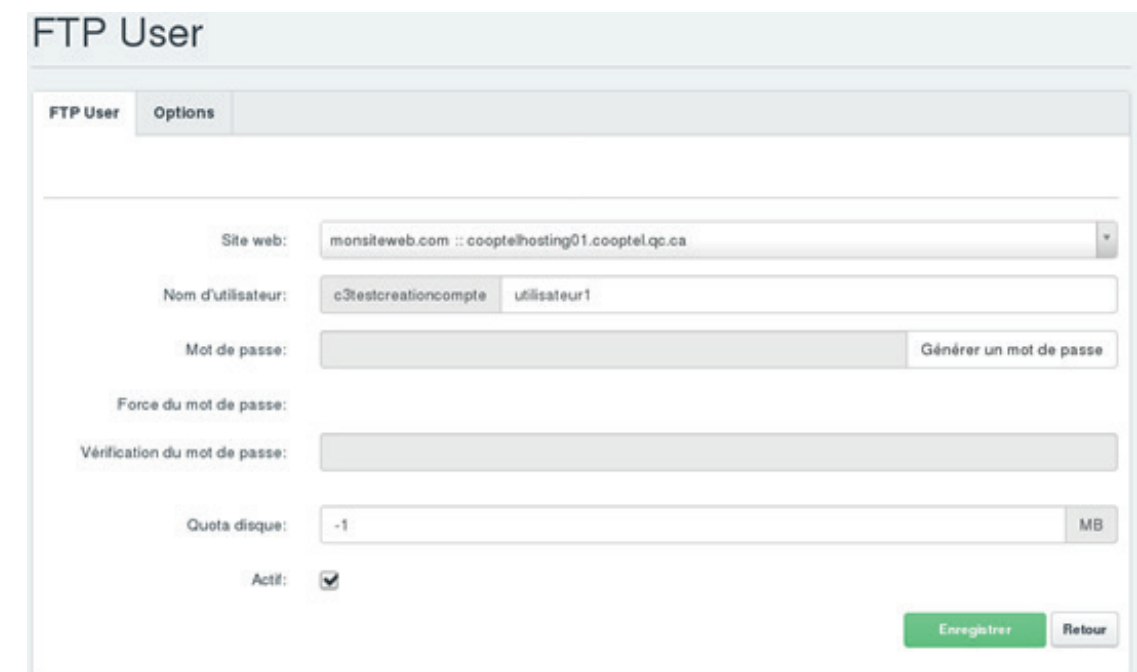 FTP User
FTP User Options
Site web: monsiteweb.com :: cooptelhosting01.cooptel.qc.ca
Nom d'utilisateur: c3testcreationcompte utilisateur1
Mot de passe: Générer un mot de passe
Force du mot de passe:
Vérification du mot de passe:
Quota disque: -1 MB
Actif:
Enregistrer Retour